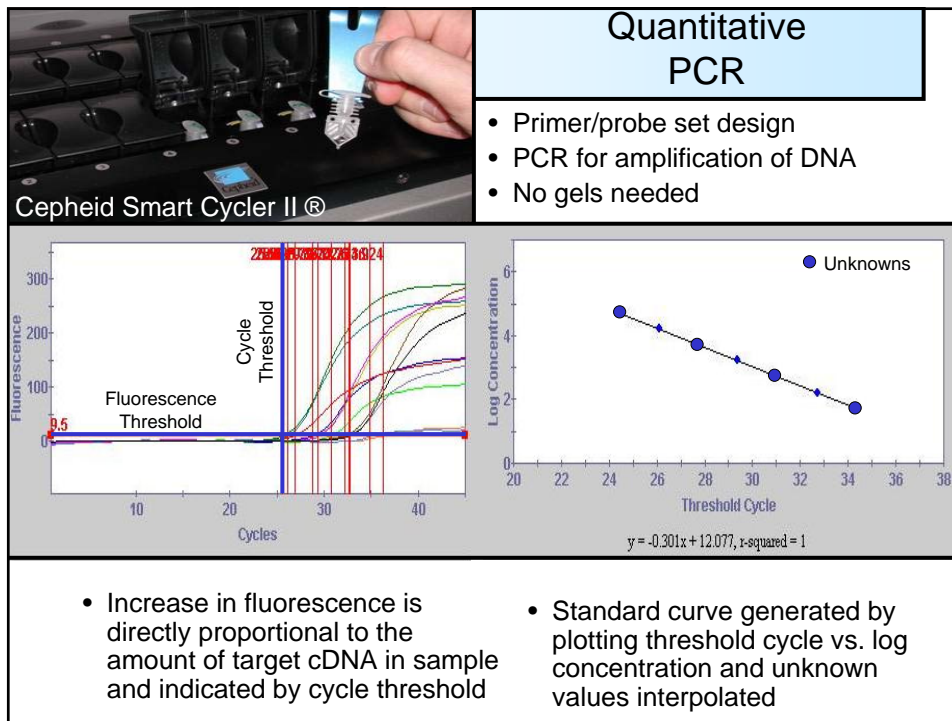 Cepheid Smart Cycler II ®
Quantitative
PCR
• Primer/probe set design
• PCR for amplification of DNA
• No gels needed
Fluorescence
300
200
100
0
9.5
Cycle
Threshold
Fluorescence
Threshold
10
30
40
Cycles
Log Concentration
6
4
2
0
Unknowns
20 22 24 26 28 30 32 34 36 38
Threshold Cycle
y = -0.301x + 12.077, r-squared = 1
• Increase in fluorescence is
directly proportional to the
amount of target cDNA in sample
and indicated by cycle threshold
• Standard curve generated by
plotting threshold cycle vs. log
concentration and unknown
values interpolated